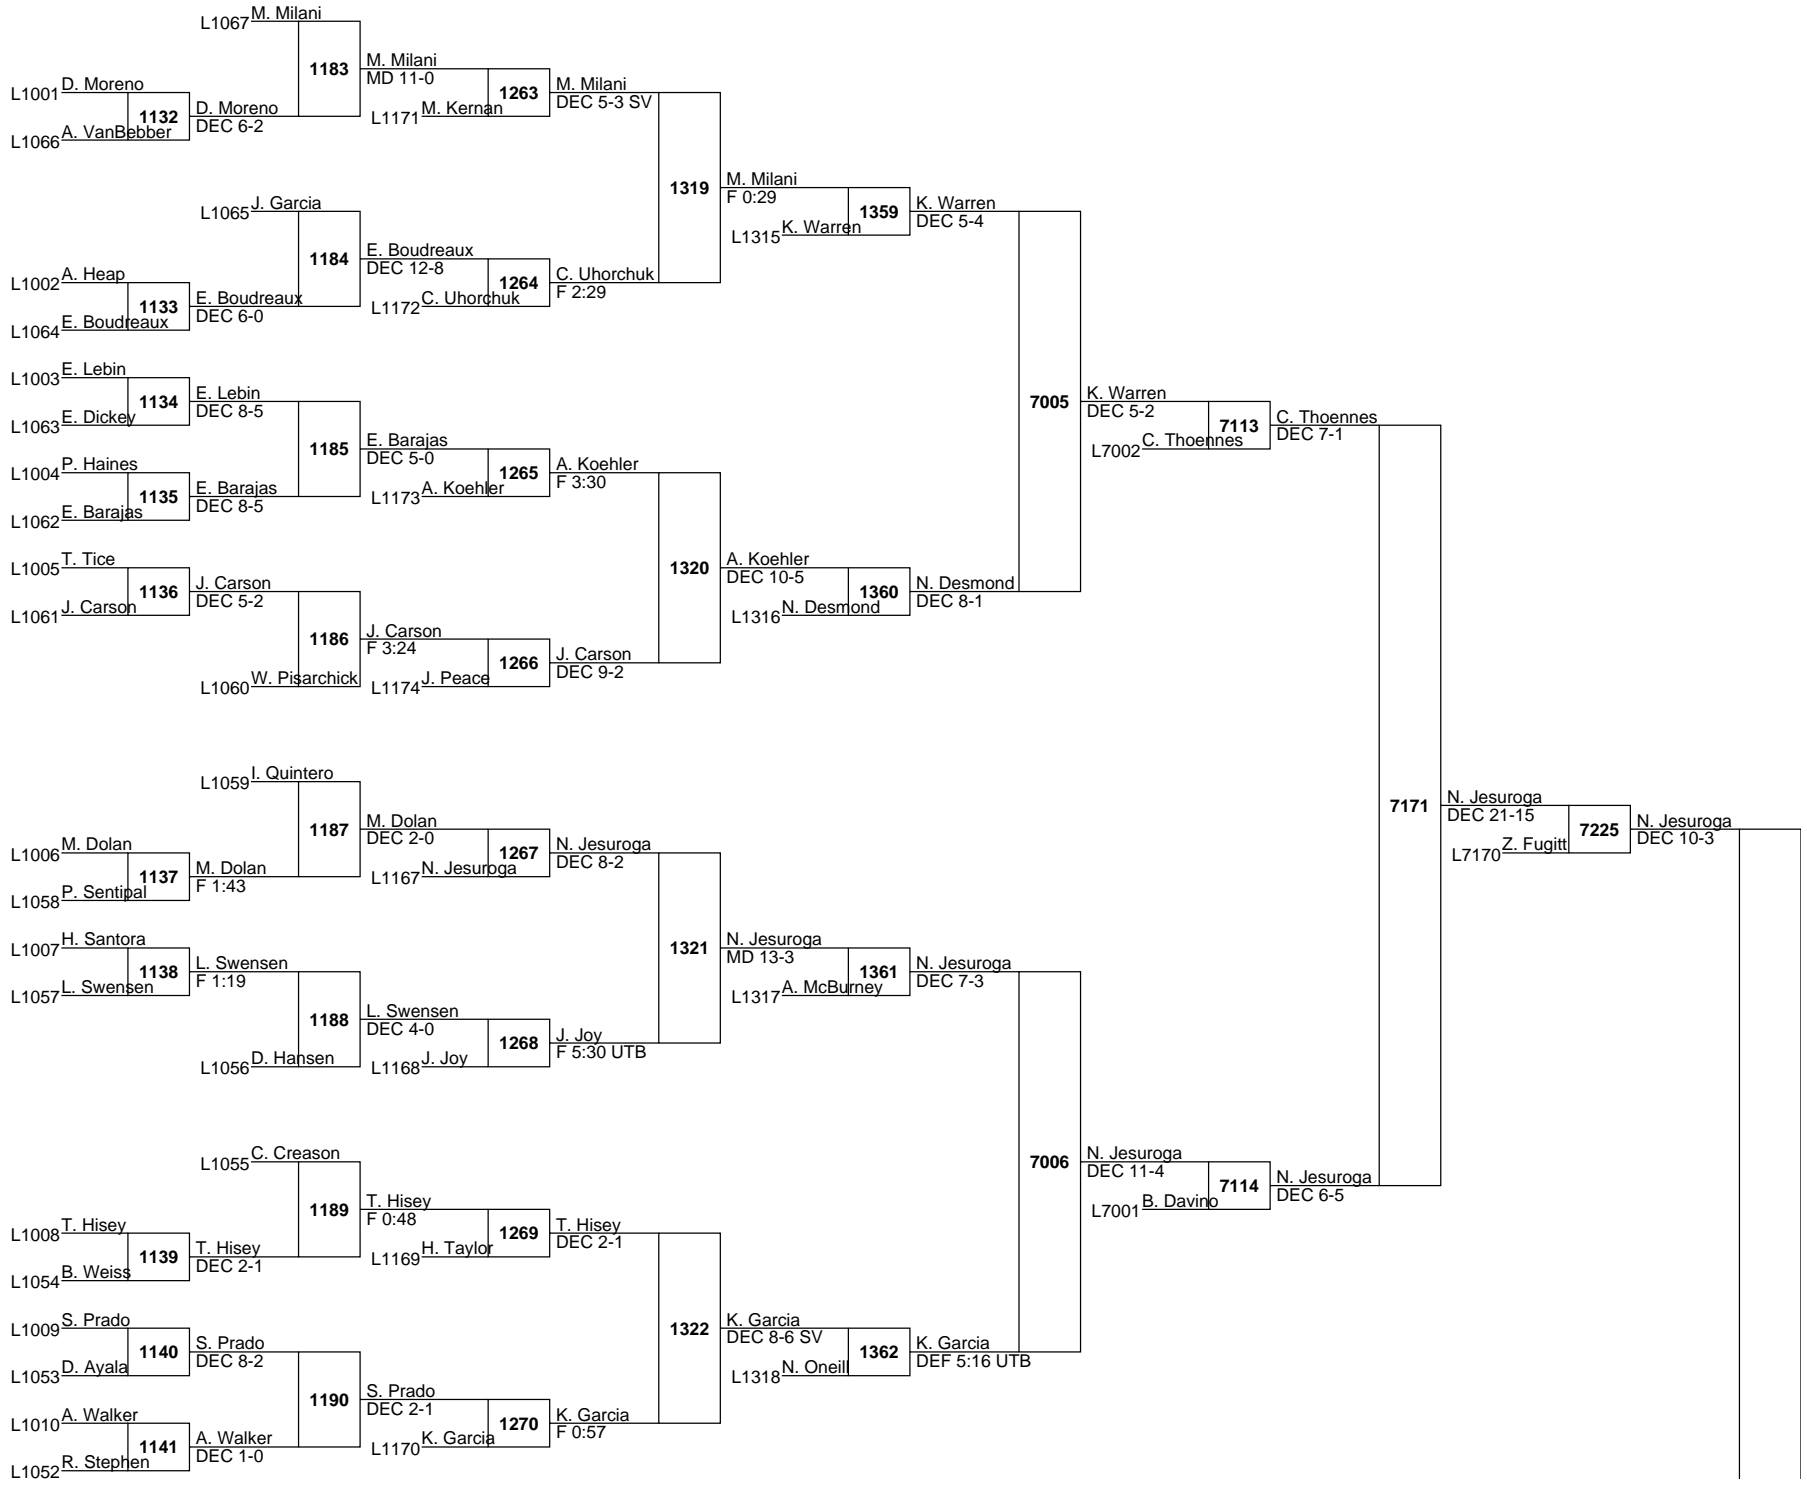 M. Milani
L1067
1183
M. Milani
MD 11-0
D. Moreno
L1001
1132
D. Moreno
DEC 6-2
A. VanBebber
L1066
L1171
M. Kernan
1263
M. Milani
DEC 5-3 SV
1319
M. Milani
F 0:29
J. Garcia
L1065
1184
E. Boudreaux
DEC 12-8
A. Heap
L1002
1133
E. Boudreaux
DEC 6-0
E. Boudreaux
L1064
L1172
C. Uhorchuk
1264
C. Uhorchuk
F 2:29
L1315
K. Warren
1359
K. Warren
DEC 5-4
E. Lebin
L1003
1134
E. Lebin
DEC 8-5
E. Dickey
L1063
1185
E. Barajas
DEC 5-0
P. Haines
L1004
1135
E. Barajas
DEC 8-5
E. Barajas
L1062
L1173
A. Koehler
1265
A. Koehler
F 3:30
1320
A. Koehler
DEC 10-5
T. Tice
L1005
1136
J. Carson
DEC 5-2
J. Carson
L1061
1186
J. Carson
F 3:24
L1060
W. Pisarchick
L1174
J. Peace
1266
J. Carson
DEC 9-2
L1316
N. Desmond
1360
N. Desmond
DEC 8-1
7005
K. Warren
DEC 5-2
L7002
C. Thoennes
7113
C. Thoennes
DEC 7-1
I. Quintero
L1059
1187
M. Dolan
DEC 2-0
M. Dolan
L1006
1137
M. Dolan
F 1:43
P. Sentipal
L1058
L1167
N. Jesuroga
1267
N. Jesuroga
DEC 8-2
1321
N. Jesuroga
MD 13-3
H. Santora
L1007
1138
L. Swensen
F 1:19
L. Swensen
L1057
1188
L. Swensen
DEC 4-0
L1056
D. Hansen
L1168
J. Joy
1268
J. Joy
F 5:30 UTB
L1317
A. McBurney
1361
N. Jesuroga
DEC 7-3
7171
N. Jesuroga
DEC 21-15
L7170
Z. Fugitt
7225
N. Jesuroga
DEC 10-3
C. Creason
L1055
1189
T. Hisey
F 0:48
T. Hisey
L1008
1139
T. Hisey
DEC 2-1
B. Weiss
L1054
L1169
H. Taylor
1269
T. Hisey
DEC 2-1
1322
K. Garcia
DEC 8-6 SV
S. Prado
L1009
1140
S. Prado
DEC 8-2
D. Ayala
L1053
1190
S. Prado
DEC 2-1
A. Walker
L1010
1141
A. Walker
DEC 1-0
R. Stephen
L1052
L1170
K. Garcia
1270
K. Garcia
F 0:57
L1318
N. Oneill
1362
K. Garcia
DEF 5:16 UTB
7006
N. Jesuroga
DEC 11-4
L7001
B. Davino
7114
N. Jesuroga
DEC 6-5